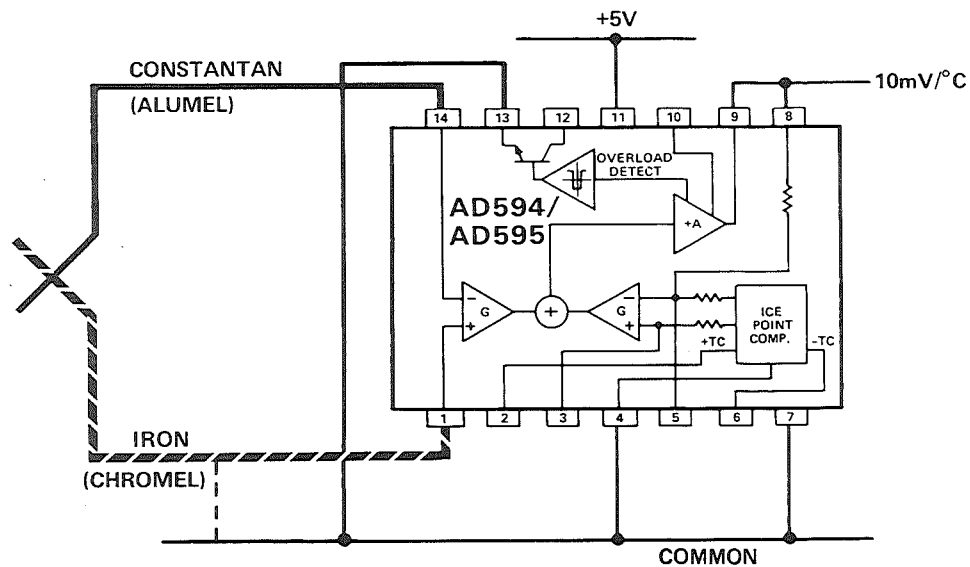 +5V
CONSTANTAN
(ALUMEL)
10mV/°C
14
13
12
11
10
9
8
OVERLOAD
DETECT
AD594/
AD595
+A
−
G
+
+
−
G
+
ICE
POINT
COMP.
+TC
−TC
1
2
3
4
5
6
7
IRON
(CHROMEL)
COMMON